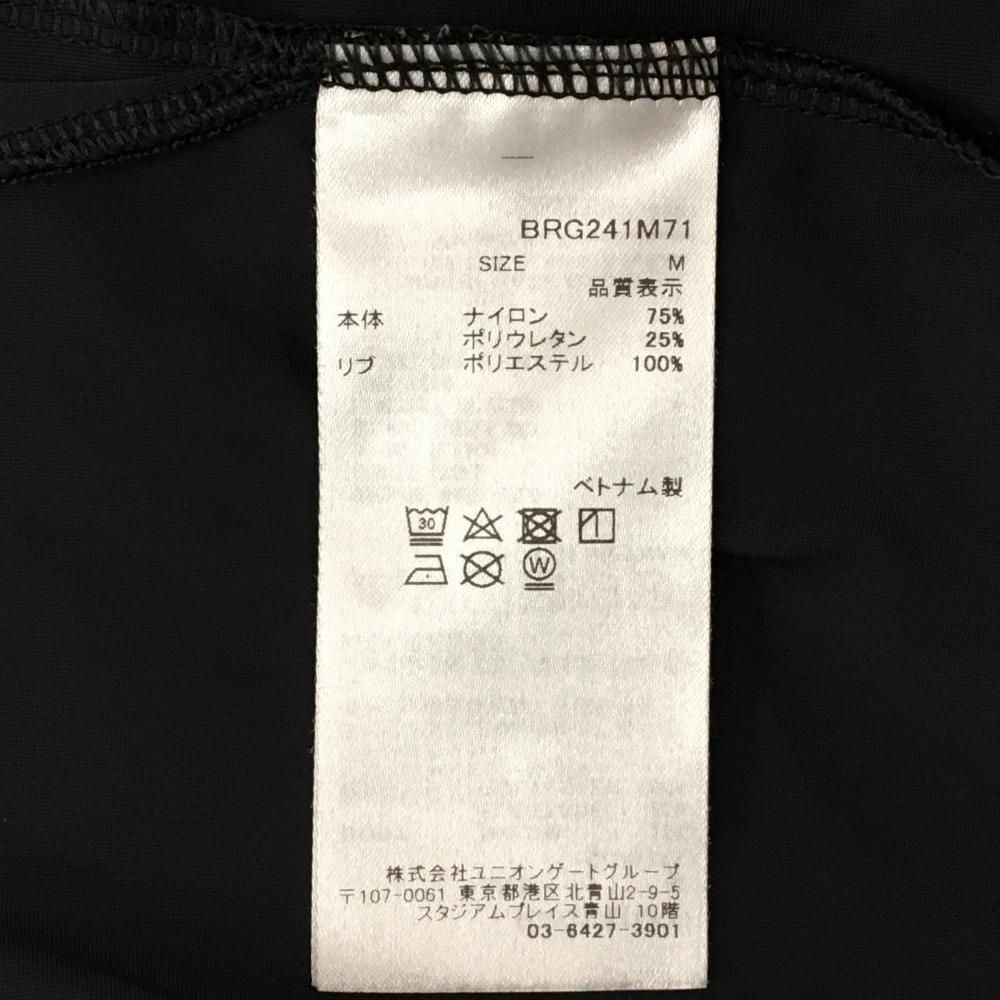 BRG241M71
SIZE M
品質表示
本体 ナイロン 75%
ポリウレタン 25%
リブ ポリエステル 100%
ベトナム製
30
W
株式会社ユニオンゲートグループ
〒107-0061 東京都港区北青山2-9-5
スタジアムプレイス青山 10階
03-6427-3901